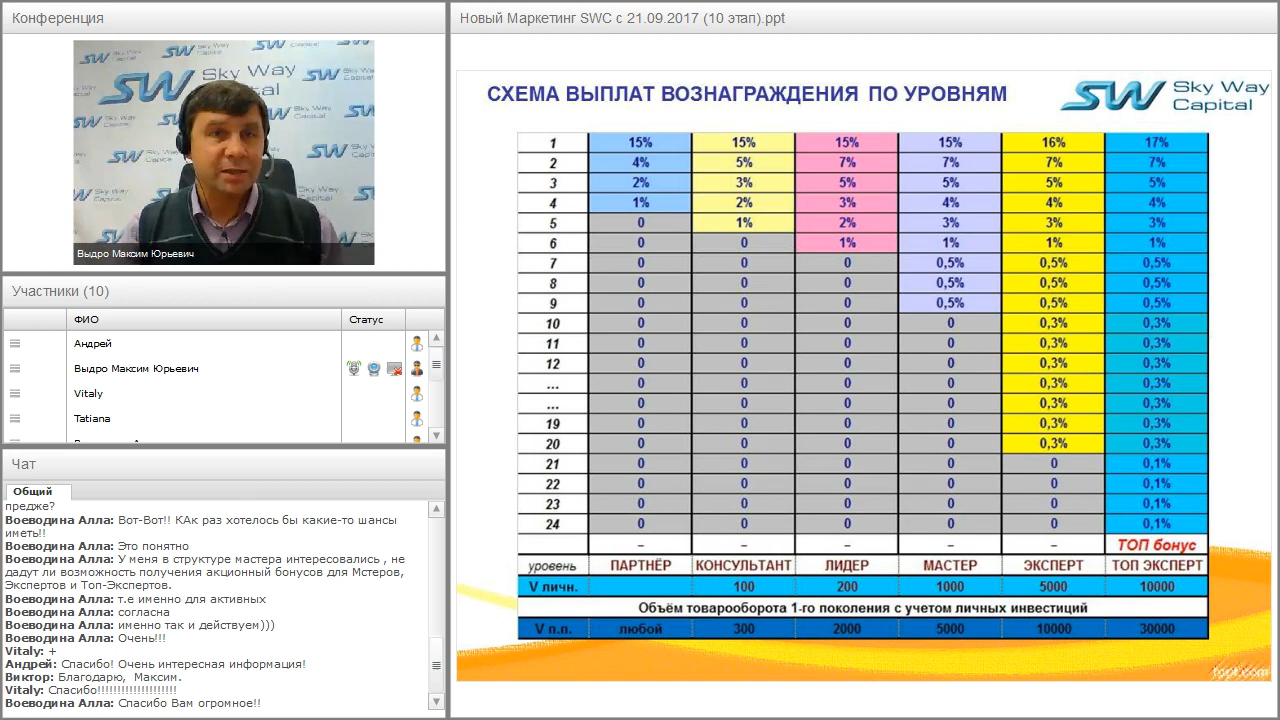 Конференция
Sky Way
Capital
Выдро Максим Юрьевич
Участники (10)
ФИО Статус
Андрей
Выдро Максим Юрьевич
Vitaly
Tatiana
Чат
Общий
предже?
Воеводина Алла: Вот-Вот!! КАк раз хотелось бы какие-то шансы
иметь!!
Воеводина Алла: Это понятно
Воеводина Алла: У меня в структуре мастера интересовались , не
дадут ли возможность получения акционный бонусов для Мстеров,
Экспертов и Топ-Экспертов.
Воеводина Алла: т.е именно для активных
Воеводина Алла: согласна
Воеводина Алла: именно так и действуем)))
Воеводина Алла: Очень!!!
Vitaly: +
Андрей: Спасибо! Очень интересная информация!
Виктор: Благодарю, Максим.
Vitaly: Спасибо!!!!!!!!!!!!!!!!!!!!
Воеводина Алла: Спасибо Вам огромное!!
Новый Маркетинг SWC с 21.09.2017 (10 этап).ppt
СХЕМА ВЫПЛАТ ВОЗНАГРАЖДЕНИЯ ПО УРОВНЯМ
SW Sky Way
Capital
1 15% 15% 15% 15% 16% 17%
2 4% 5% 7% 7% 7% 7%
3 2% 3% 5% 5% 5% 5%
4 1% 2% 3% 4% 4% 4%
5 0 1% 2% 3% 3% 3%
6 0 0 1% 1% 1% 1%
7 0 0 0 0,5% 0,5% 0,5%
8 0 0 0 0,5% 0,5% 0,5%
9 0 0 0 0,5% 0,5% 0,5%
10 0 0 0 0 0,3% 0,3%
11 0 0 0 0 0,3% 0,3%
12 0 0 0 0 0,3% 0,3%
... 0 0 0 0 0,3% 0,3%
... 0 0 0 0 0,3% 0,3%
19 0 0 0 0 0,3% 0,3%
20 0 0 0 0 0,3% 0,3%
21 0 0 0 0 0 0,1%
22 0 0 0 0 0 0,1%
23 0 0 0 0 0 0,1%
24 0 0 0 0 0 0,1%
– – – – – ТОП бонус
уровень ПАРТНЁР КОНСУЛЬТАНТ ЛИДЕР МАСТЕР ЭКСПЕРТ ТОП ЭКСПЕРТ
V личн. 100 200 1000 5000 10000
Объём товарооборота 1-го поколения с учетом личных инвестиций
V п.п. любой 300 2000 5000 10000 30000
fppt.com